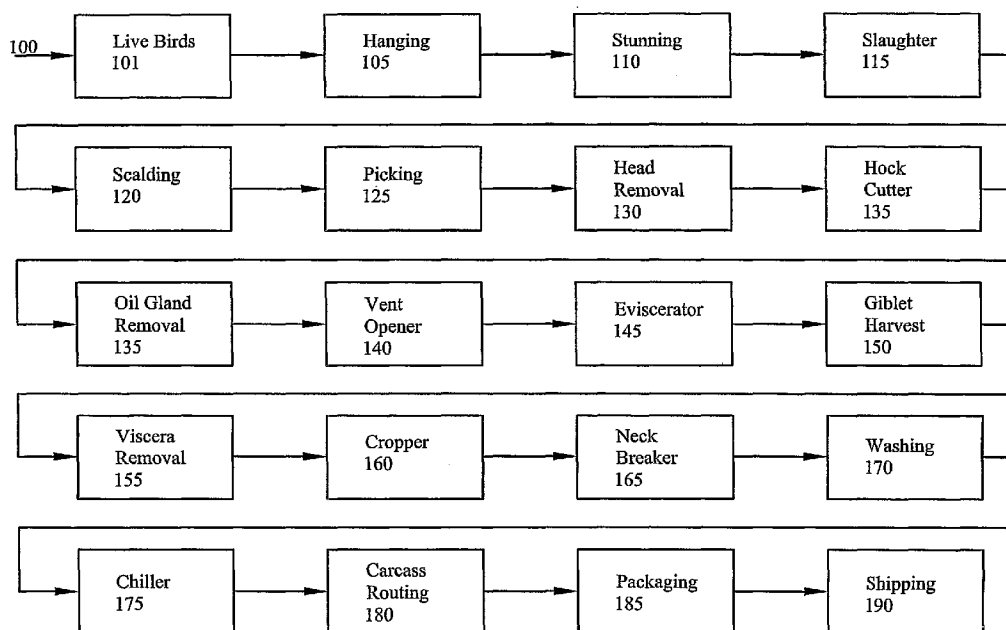 100
Live Birds
101
Hanging
105
Stunning
110
Slaughter
115
Scalding
120
Picking
125
Head
Removal
130
Hock
Cutter
135
Oil Gland
Removal
135
Vent
Opener
140
Eviscerator
145
Giblet
Harvest
150
Viscera
Removal
155
Cropper
160
Neck
Breaker
165
Washing
170
Chiller
175
Carcass
Routing
180
Packaging
185
Shipping
190